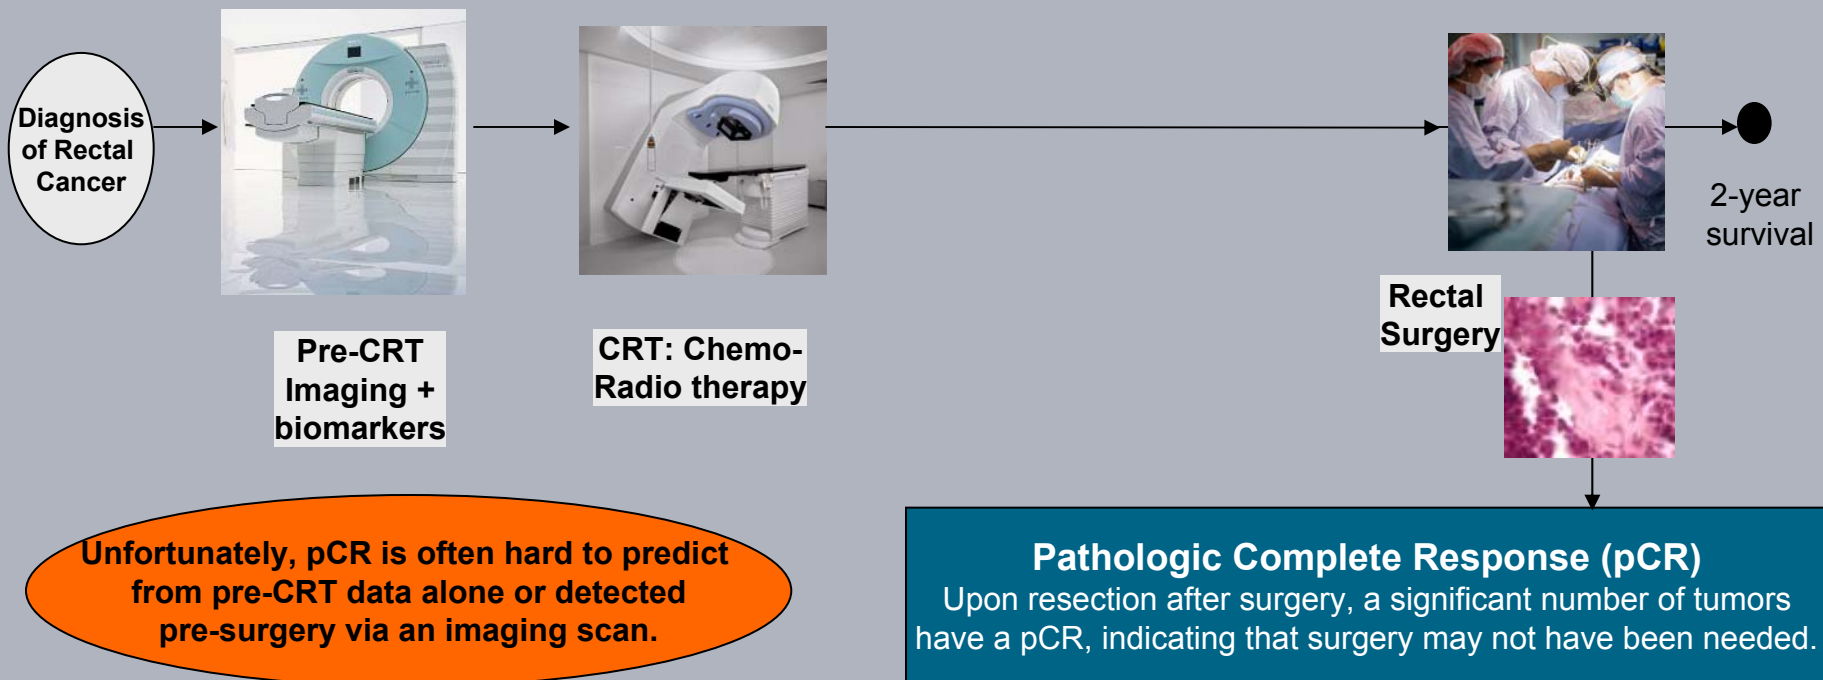 Diagnosis
of Rectal
Cancer
Pre-CRT
Imaging +
biomarkers
CRT: Chemo-
Radio therapy
Rectal
Surgery
2-year
survival
Unfortunately, pCR is often hard to predict
from pre-CRT data alone or detected
pre-surgery via an imaging scan.
Pathologic Complete Response (pCR)
Upon resection after surgery, a significant number of tumors
have a pCR, indicating that surgery may not have been needed.